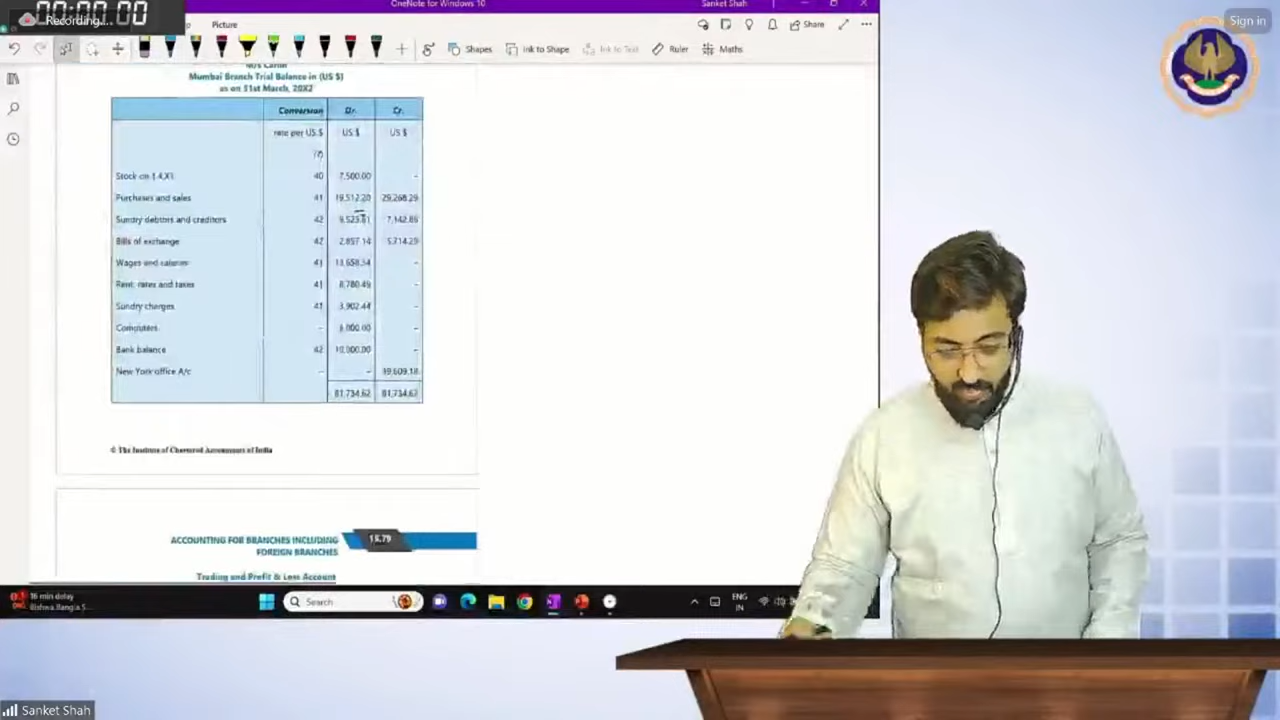 Recording...
OneNote for Windows 10
Sanket Shah
Sign in
Picture
Share
Shapes
Ink to Shape
Ink to Text
Ruler
Maths
Mumbai Branch Trial Balance in (US $)
as on 31st March, 20X2
Conversion Dr. Cr.
rate per US $ US $ US $
(₹)
Stock on 1.4.X1 40 7,500.00 -
Purchases and sales 41 19,512.20 29,268.29
Sundry debtors and creditors 42 9,523.81 7,142.86
Bills of exchange 42 2,857.14 5,714.29
Wages and salaries 41 13,658.54 -
Rent, rates and taxes 41 8,780.49 -
Sundry charges 41 3,902.44 -
Computers - 6,000.00 -
Bank balance 42 10,000.00 -
New York office A/c - - 39,609.18
81,734.62 81,734.62
© The Institute of Chartered Accountants of India
ACCOUNTING FOR BRANCHES INCLUDING
FOREIGN BRANCHES
Trading and Profit & Loss Account
16 min delay
Search
ENG
IN
Sanket Shah